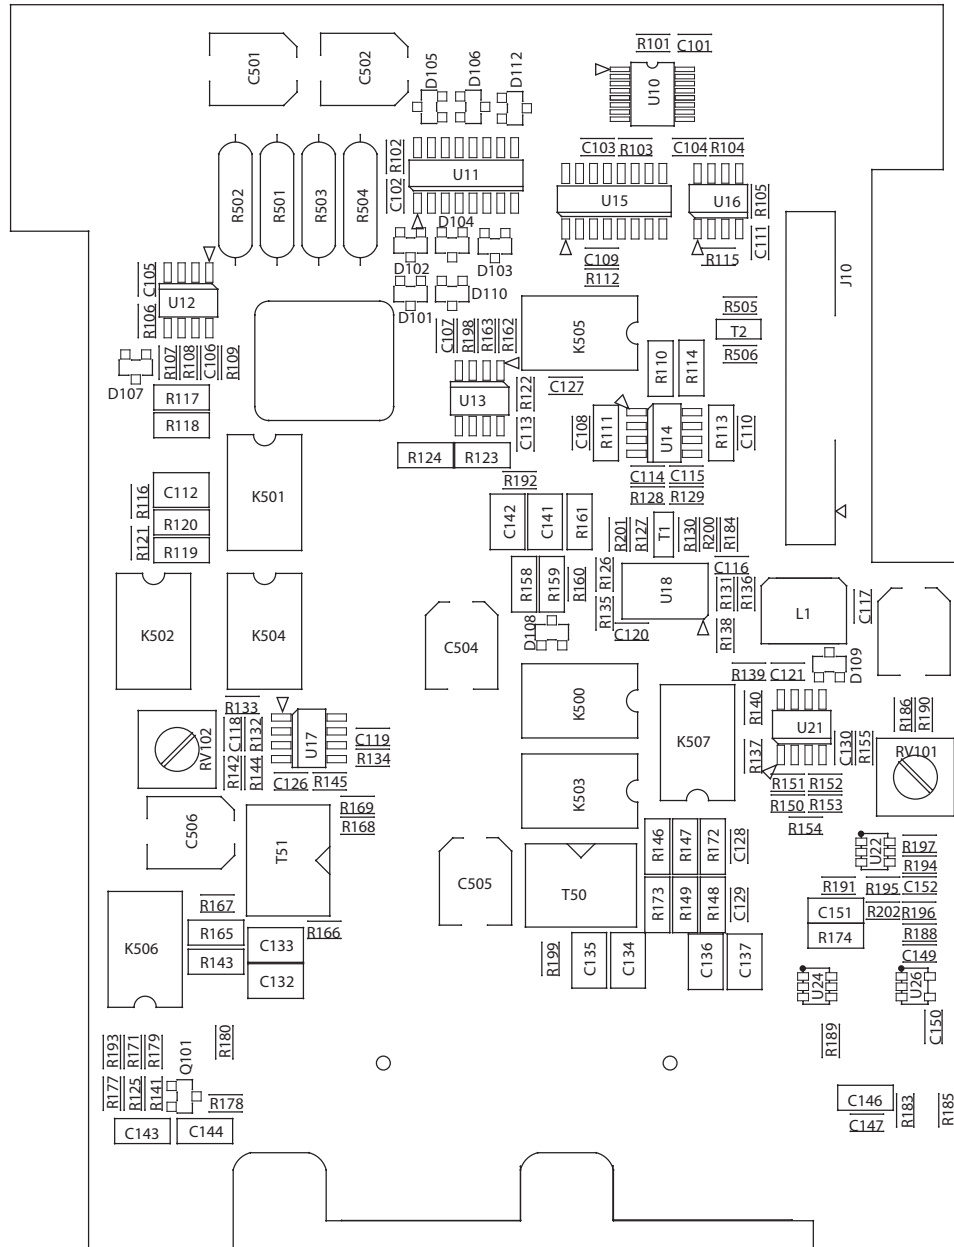 R101 C101
C501
C502
D105
D106
D112
U10
R102
C103 R103 C104 R104
R502
R501
R503
R504
C102
U11
U15
U16
R105
C111
D104
D102
D103
C109
R112
R115
J10
C105
U12
R106
D101
D110
C107
R198
R163
R162
K505
R505
T2
R506
R107
R108
C106
R109
D107
R117
R118
U13
R122
C113
C127
R110
R114
C108
R111
U14
R113
C110
R124 R123
C114 C115
R128 R129
R192
K501
R116
C112
R120
R121
R119
C142
C141
R161
R201
R127
T1
R130
R200
R184
C116
K502
K504
C504
R158
R159
R160
R126
R135
D108
C120
U18
R131
R136
R138
L1
C117
D109
R139 C121
R133
RV102
C118
R132
R142
R144
U17
C119
R134
C126 R145
K500
K507
R140
R137
U21
C130
R155
R186
R190
RV101
K503
R151 R152
R150 R153
R154
C506
T51
R169
R168
C505
T50
R146
R147
R172
C128
R173
R149
R148
C129
U22
R197
R194
R191 R195 C152
C151 R202 R196
R174 R188
C149
K506
R167
R165
R143
C133
C132
R166
R199
C135
C134
C136
C137
U24
U26
C150
R189
R193
R171
R179
R180
Q101
R177
R125
R141
R178
C143 C144
C146
C147
R183
R185